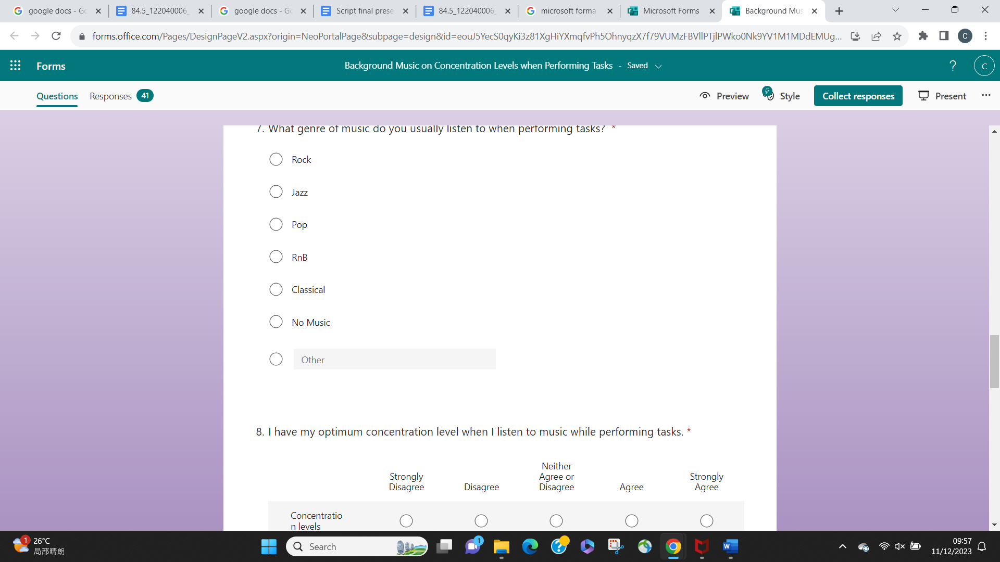 google docs - Go
84.5_122040006_
google docs - Go
Script final prese
84.5_122040006_
microsoft forma
Microsoft Forms
Background Mus
forms.office.com/Pages/DesignPageV2.aspx?origin=NeoPortalPage&subpage=design&id=eouJ5YecS0qyKi3z81XgHiYXmqfvPh5OhnyqzX7f79VUMzFBVllPTjlPWko0Nk9YV1M1MDdEMUg...
C
Forms
Background Music on Concentration Levels when Performing Tasks - Saved
?
C
Questions
Responses 41
Preview
Style
Collect responses
Present
...
7. What genre of music do you usually listen to when performing tasks? *
Rock
Jazz
Pop
RnB
Classical
No Music
Other
8. I have my optimum concentration level when I listen to music while performing tasks. *
Strongly
Disagree
Disagree
Neither
Agree or
Disagree
Agree
Strongly
Agree
Concentratio
n levels
1
26°C
局部晴朗
Search
1
09:57
11/12/2023